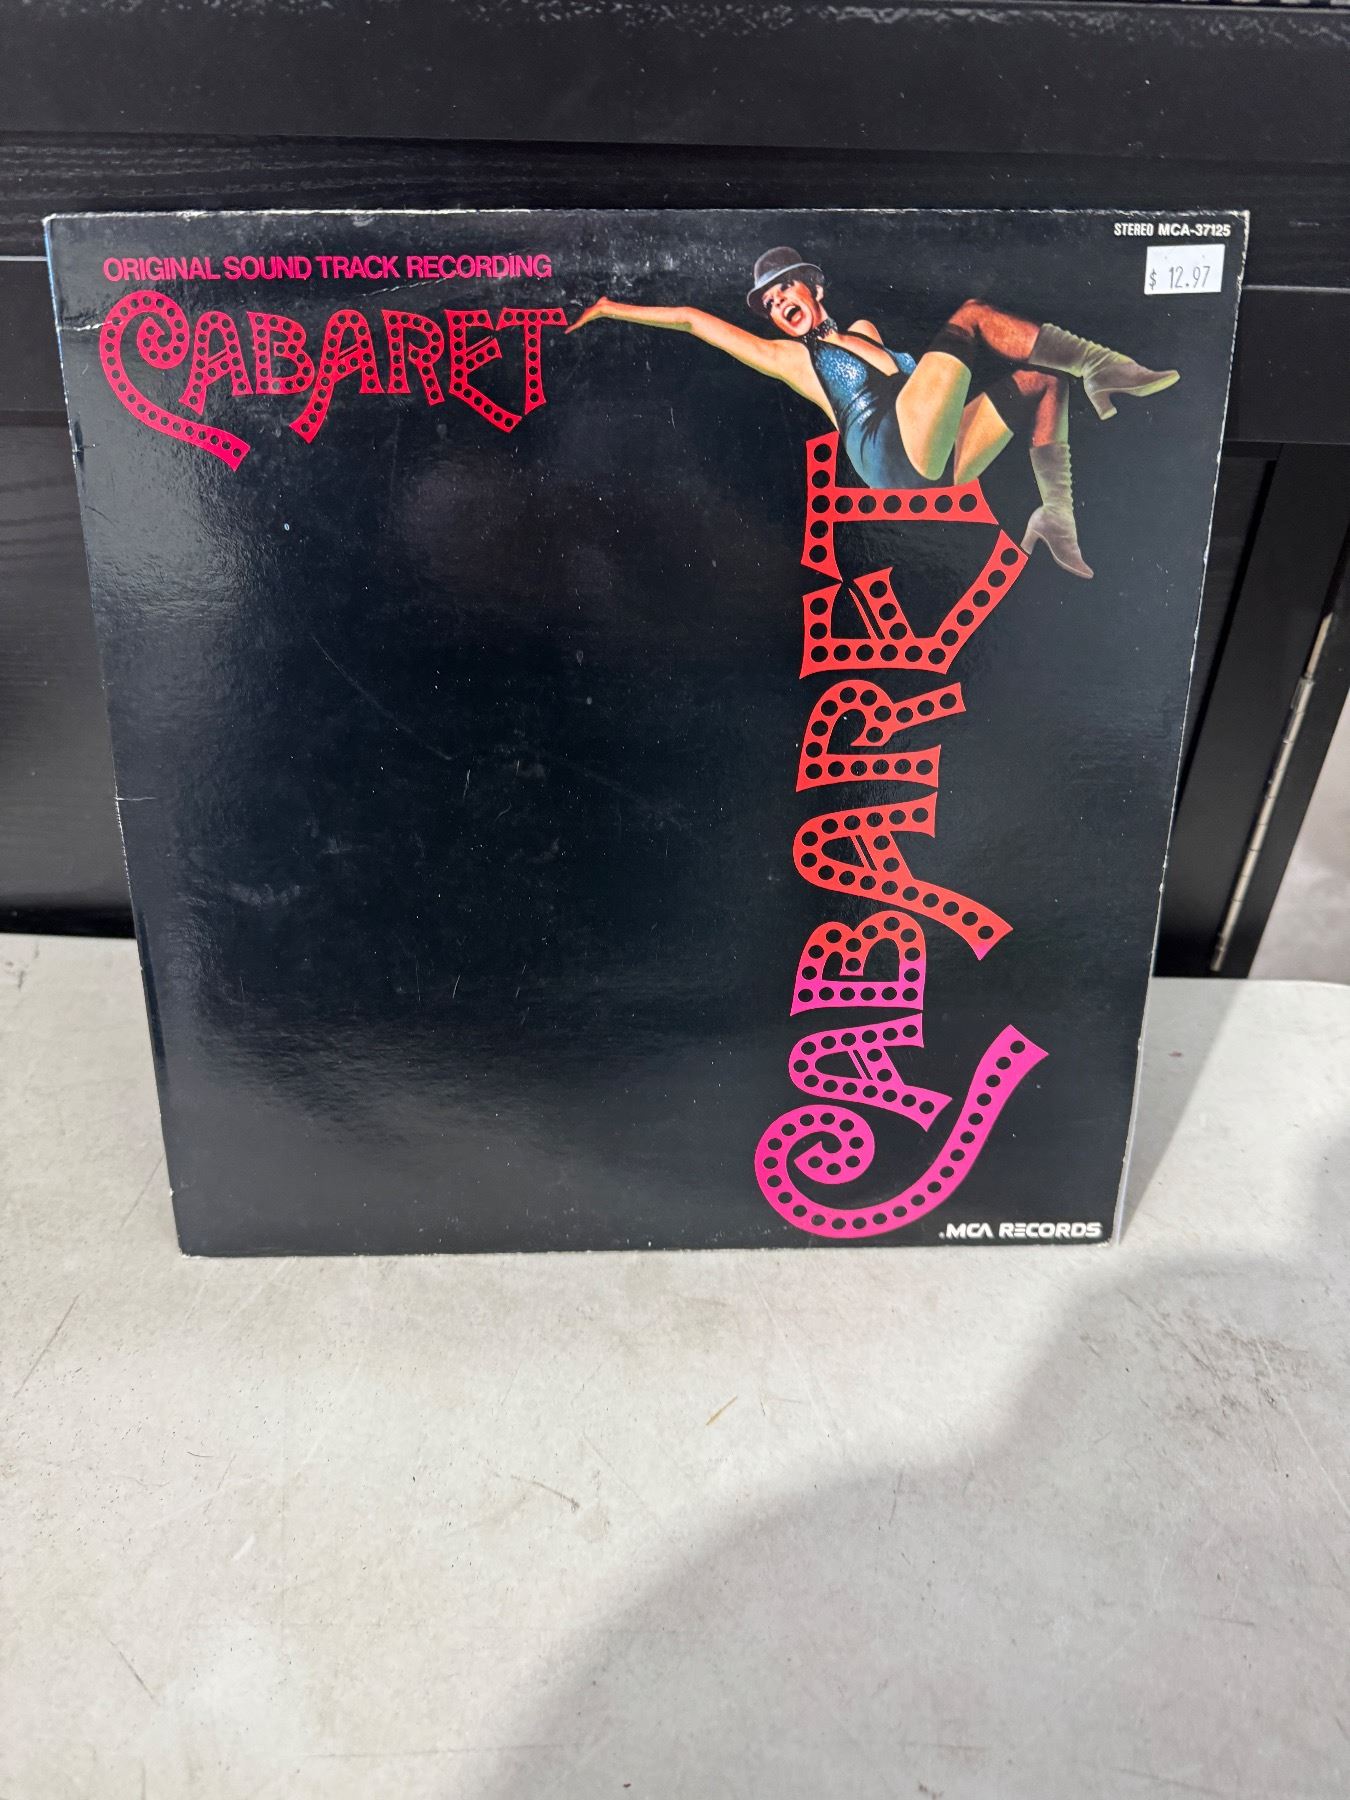 STEREO MCA-37125
$ 12.97
ORIGINAL SOUND TRACK RECORDING
CABARET
CABARET
MCA RECORDS